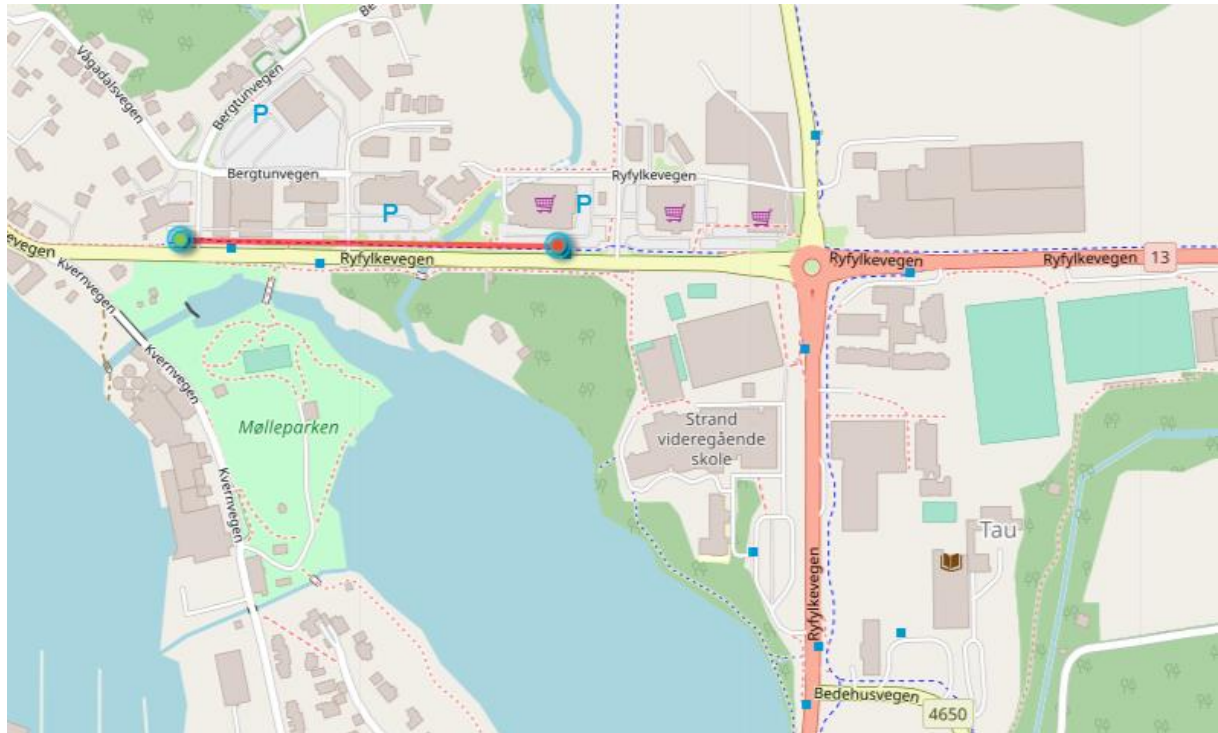 Vågadalsvegen
Be
Bergtunvegen
P
Bergtunvegen
Ryfylkevegen
P
P
evegen
Ryfylkevegen
Ryfylkevegen
Ryfylkevegen
13
Kvernvegen
Kvernvegen
Mølleparken
Strand
videregående
skole
Kvernvegen
Tau
Ryfylkevegen
Bedehusvegen
4650